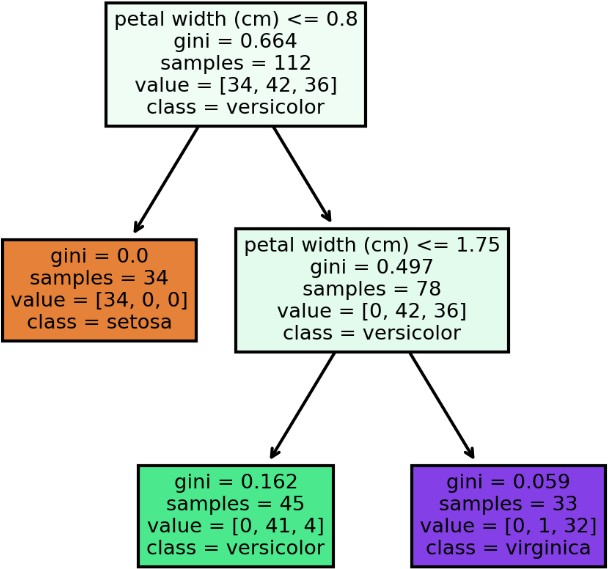 petal width (cm) <= 0.8
gini = 0.664
samples = 112
value = [34, 42, 36]
class = versicolor
gini = 0.0
samples = 34
value = [34, 0, 0]
class = setosa
petal width (cm) <= 1.75
gini = 0.497
samples = 78
value = [0, 42, 36]
class = versicolor
gini = 0.162
samples = 45
value = [0, 41, 4]
class = versicolor
gini = 0.059
samples = 33
value = [0, 1, 32]
class = virginica